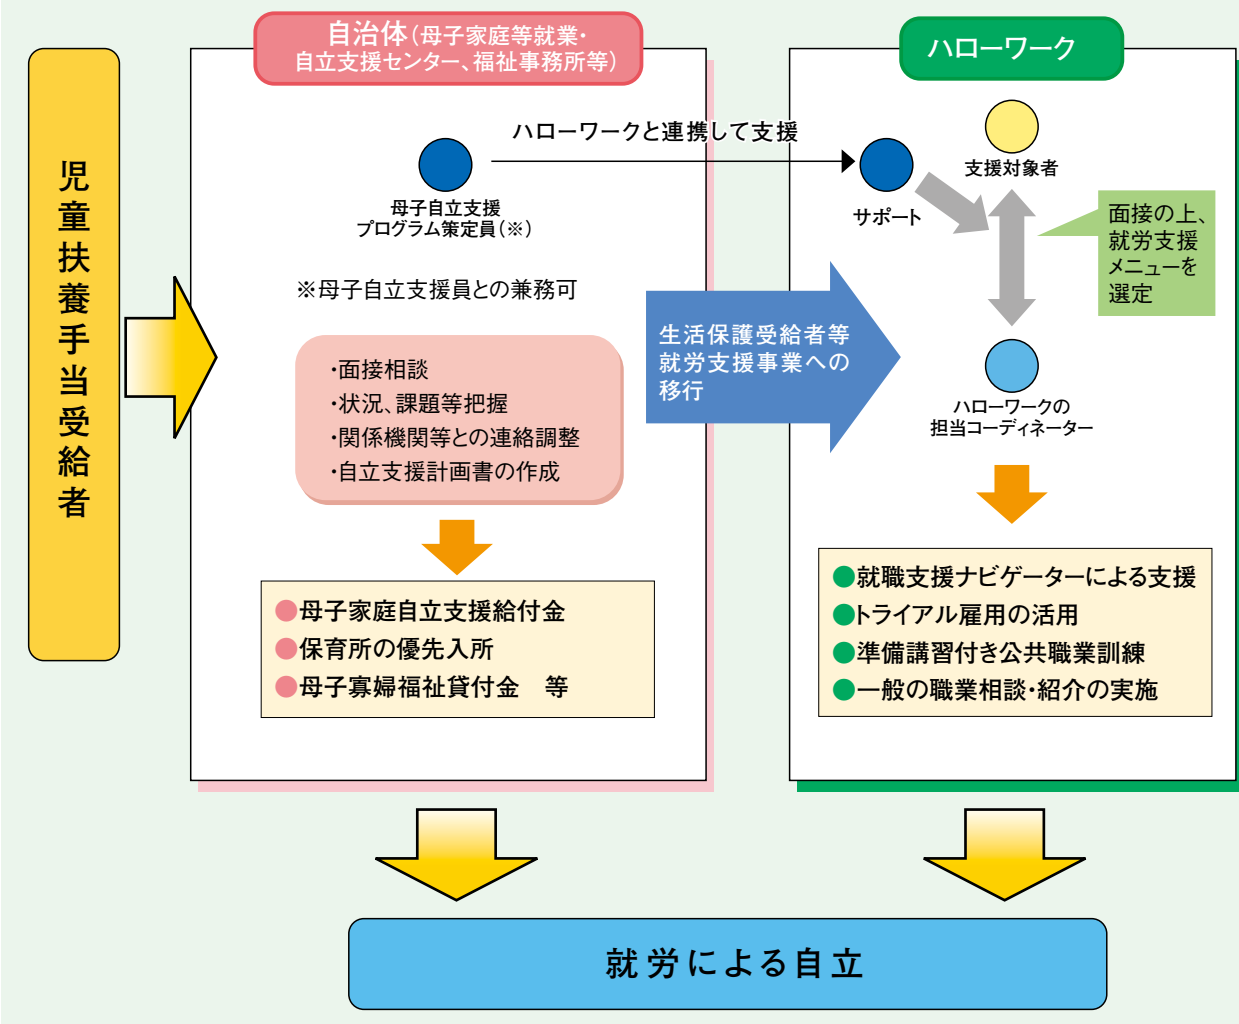 児童扶養手当受給者
自治体（母子家庭等就業・
自立支援センター、福祉事務所等）
母子自立支援
プログラム策定員（※）
※母子自立支援員との兼務可
・面接相談
・状況、課題等把握
・関係機関等との連絡調整
・自立支援計画書の作成
●母子家庭自立支援給付金
●保育所の優先入所
●母子寡婦福祉貸付金　等
ハローワークと連携して支援
生活保護受給者等
就労支援事業への
移行
ハローワーク
支援対象者
サポート
面接の上、
就労支援
メニューを
選定
ハローワークの
担当コーディネーター
●就職支援ナビゲーターによる支援
●トライアル雇用の活用
●準備講習付き公共職業訓練
●一般の職業相談・紹介の実施
就労による自立